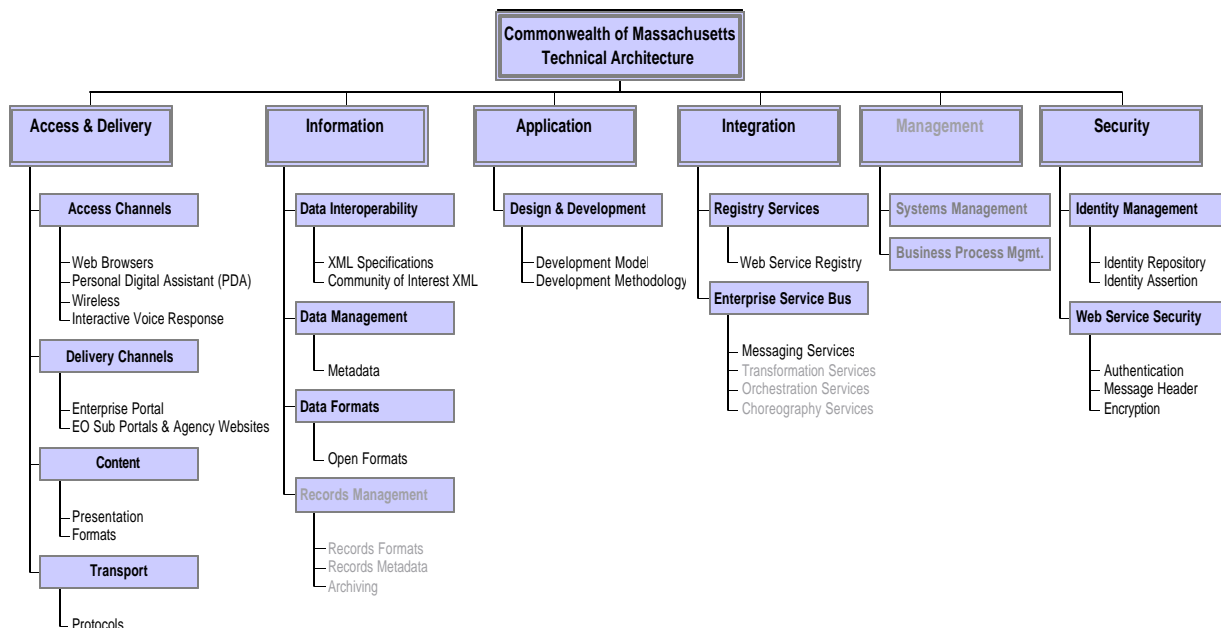 Commonwealth of Massachusetts
Technical Architecture
Access & Delivery
Information
Application
Integration
Management
Security
Access Channels
Web Browsers
Personal Digital Assistant (PDA)
Wireless
Interactive Voice Response
Delivery Channels
Enterprise Portal
EO Sub Portals & Agency Websites
Content
Presentation
Formats
Transport
Protocols
Data Interoperability
XML Specifications
Community of Interest XML
Data Management
Metadata
Data Formats
Open Formats
Records Management
Records Formats
Records Metadata
Archiving
Design & Development
Development Model
Development Methodology
Registry Services
Web Service Registry
Enterprise Service Bus
Messaging Services
Transformation Services
Orchestration Services
Choreography Services
Systems Management
Business Process Mgmt.
Identity Management
Identity Repository
Identity Assertion
Web Service Security
Authentication
Message Header
Encryption